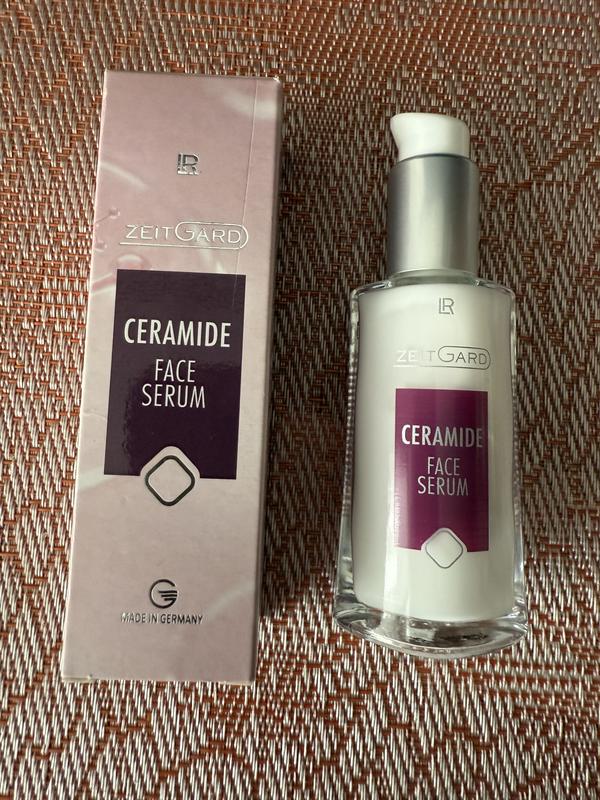 LR
ZEITGARD
CERAMIDE
FACE
SERUM
MADE IN GERMANY
LR
ZEITGARD
CERAMIDE
FACE
SERUM